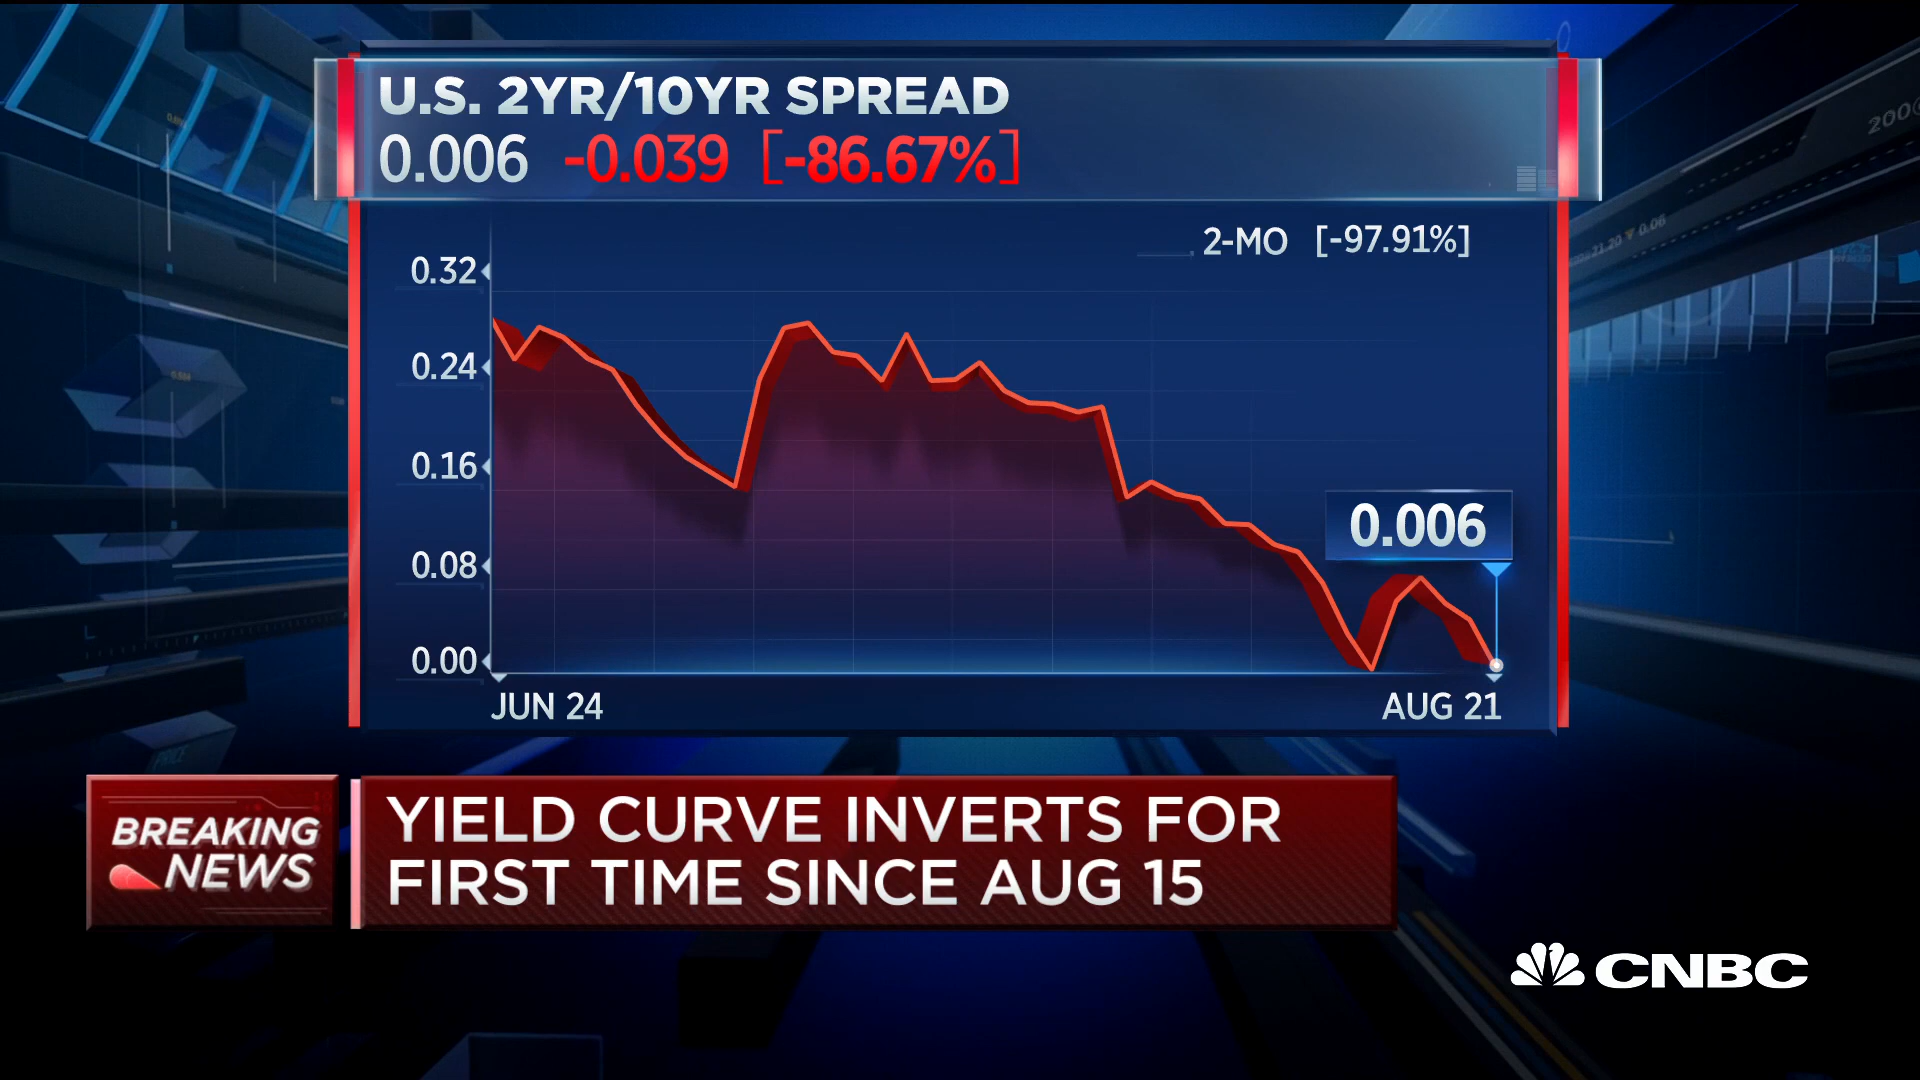 U.S. 2YR/10YR SPREAD
0.006 -0.039 [-86.67%]
2-MO [-97.91%]
0.32
0.24
0.16
0.08
0.00
0.006
JUN 24 AUG 21
BREAKING
NEWS
YIELD CURVE INVERTS FOR
FIRST TIME SINCE AUG 15
CNBC